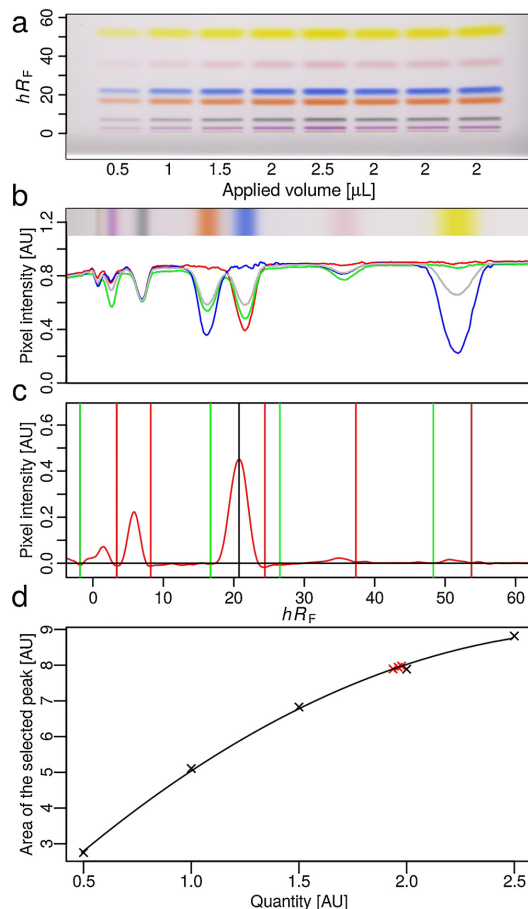 a
60
40
20
0
hRF
0.5 1 1.5 2 2.5 2 2 2
Applied volume [µL]
b
1.2
0.8
0.4
0.0
Pixel intensity [AU]
c
0.6
0.4
0.2
0.0
Pixel intensity [AU]
0 10 20 30 40 50 60
hRF
d
9
8
7
6
5
4
3
Area of the selected peak [AU]
0.5 1.0 1.5 2.0 2.5
Quantity [AU]